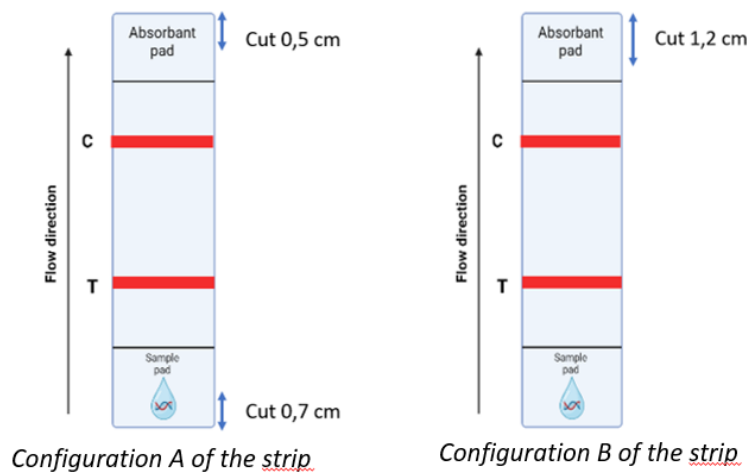 Absorbant
pad
Cut 0,5 cm
C
Flow direction
T
Sample
pad
Cut 0,7 cm
Configuration A of the strip
Absorbant
pad
Cut 1,2 cm
C
Flow direction
T
Sample
pad
Configuration B of the strip